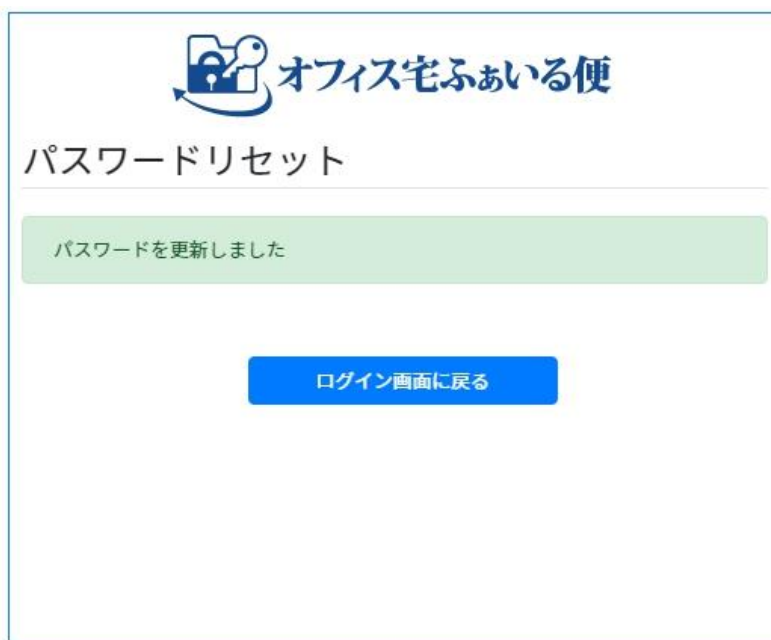 オフィス宅ふぁいる便
パスワードリセット
パスワードを更新しました
ログイン画面に戻る